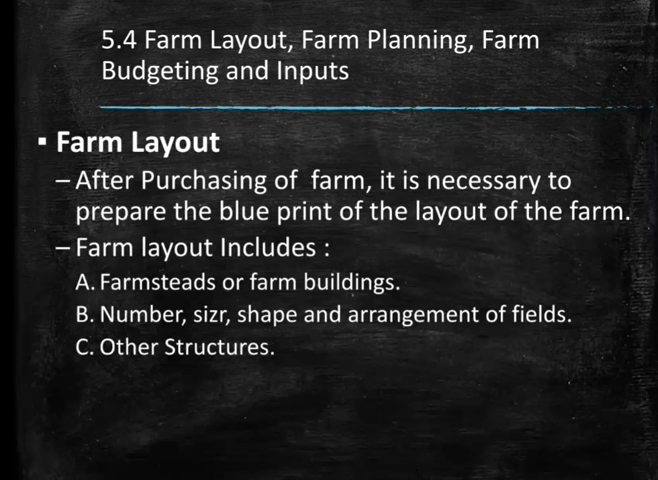 5.4 Farm Layout, Farm Planning, Farm
Budgeting and Inputs
▪ Farm Layout
– After Purchasing of farm, it is necessary to
prepare the blue print of the layout of the farm.
– Farm layout Includes :
A. Farmsteads or farm buildings.
B. Number, sizr, shape and arrangement of fields.
C. Other Structures.